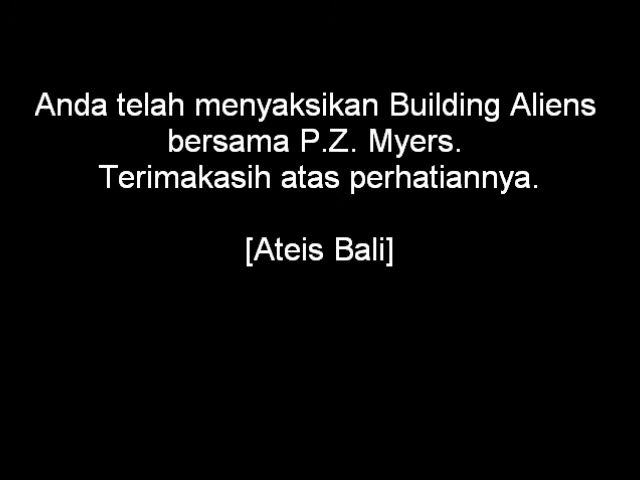 Anda telah menyaksikan Building Aliens
bersama P.Z. Myers.
Terimakasih atas perhatiannya.
[Ateis Bali]